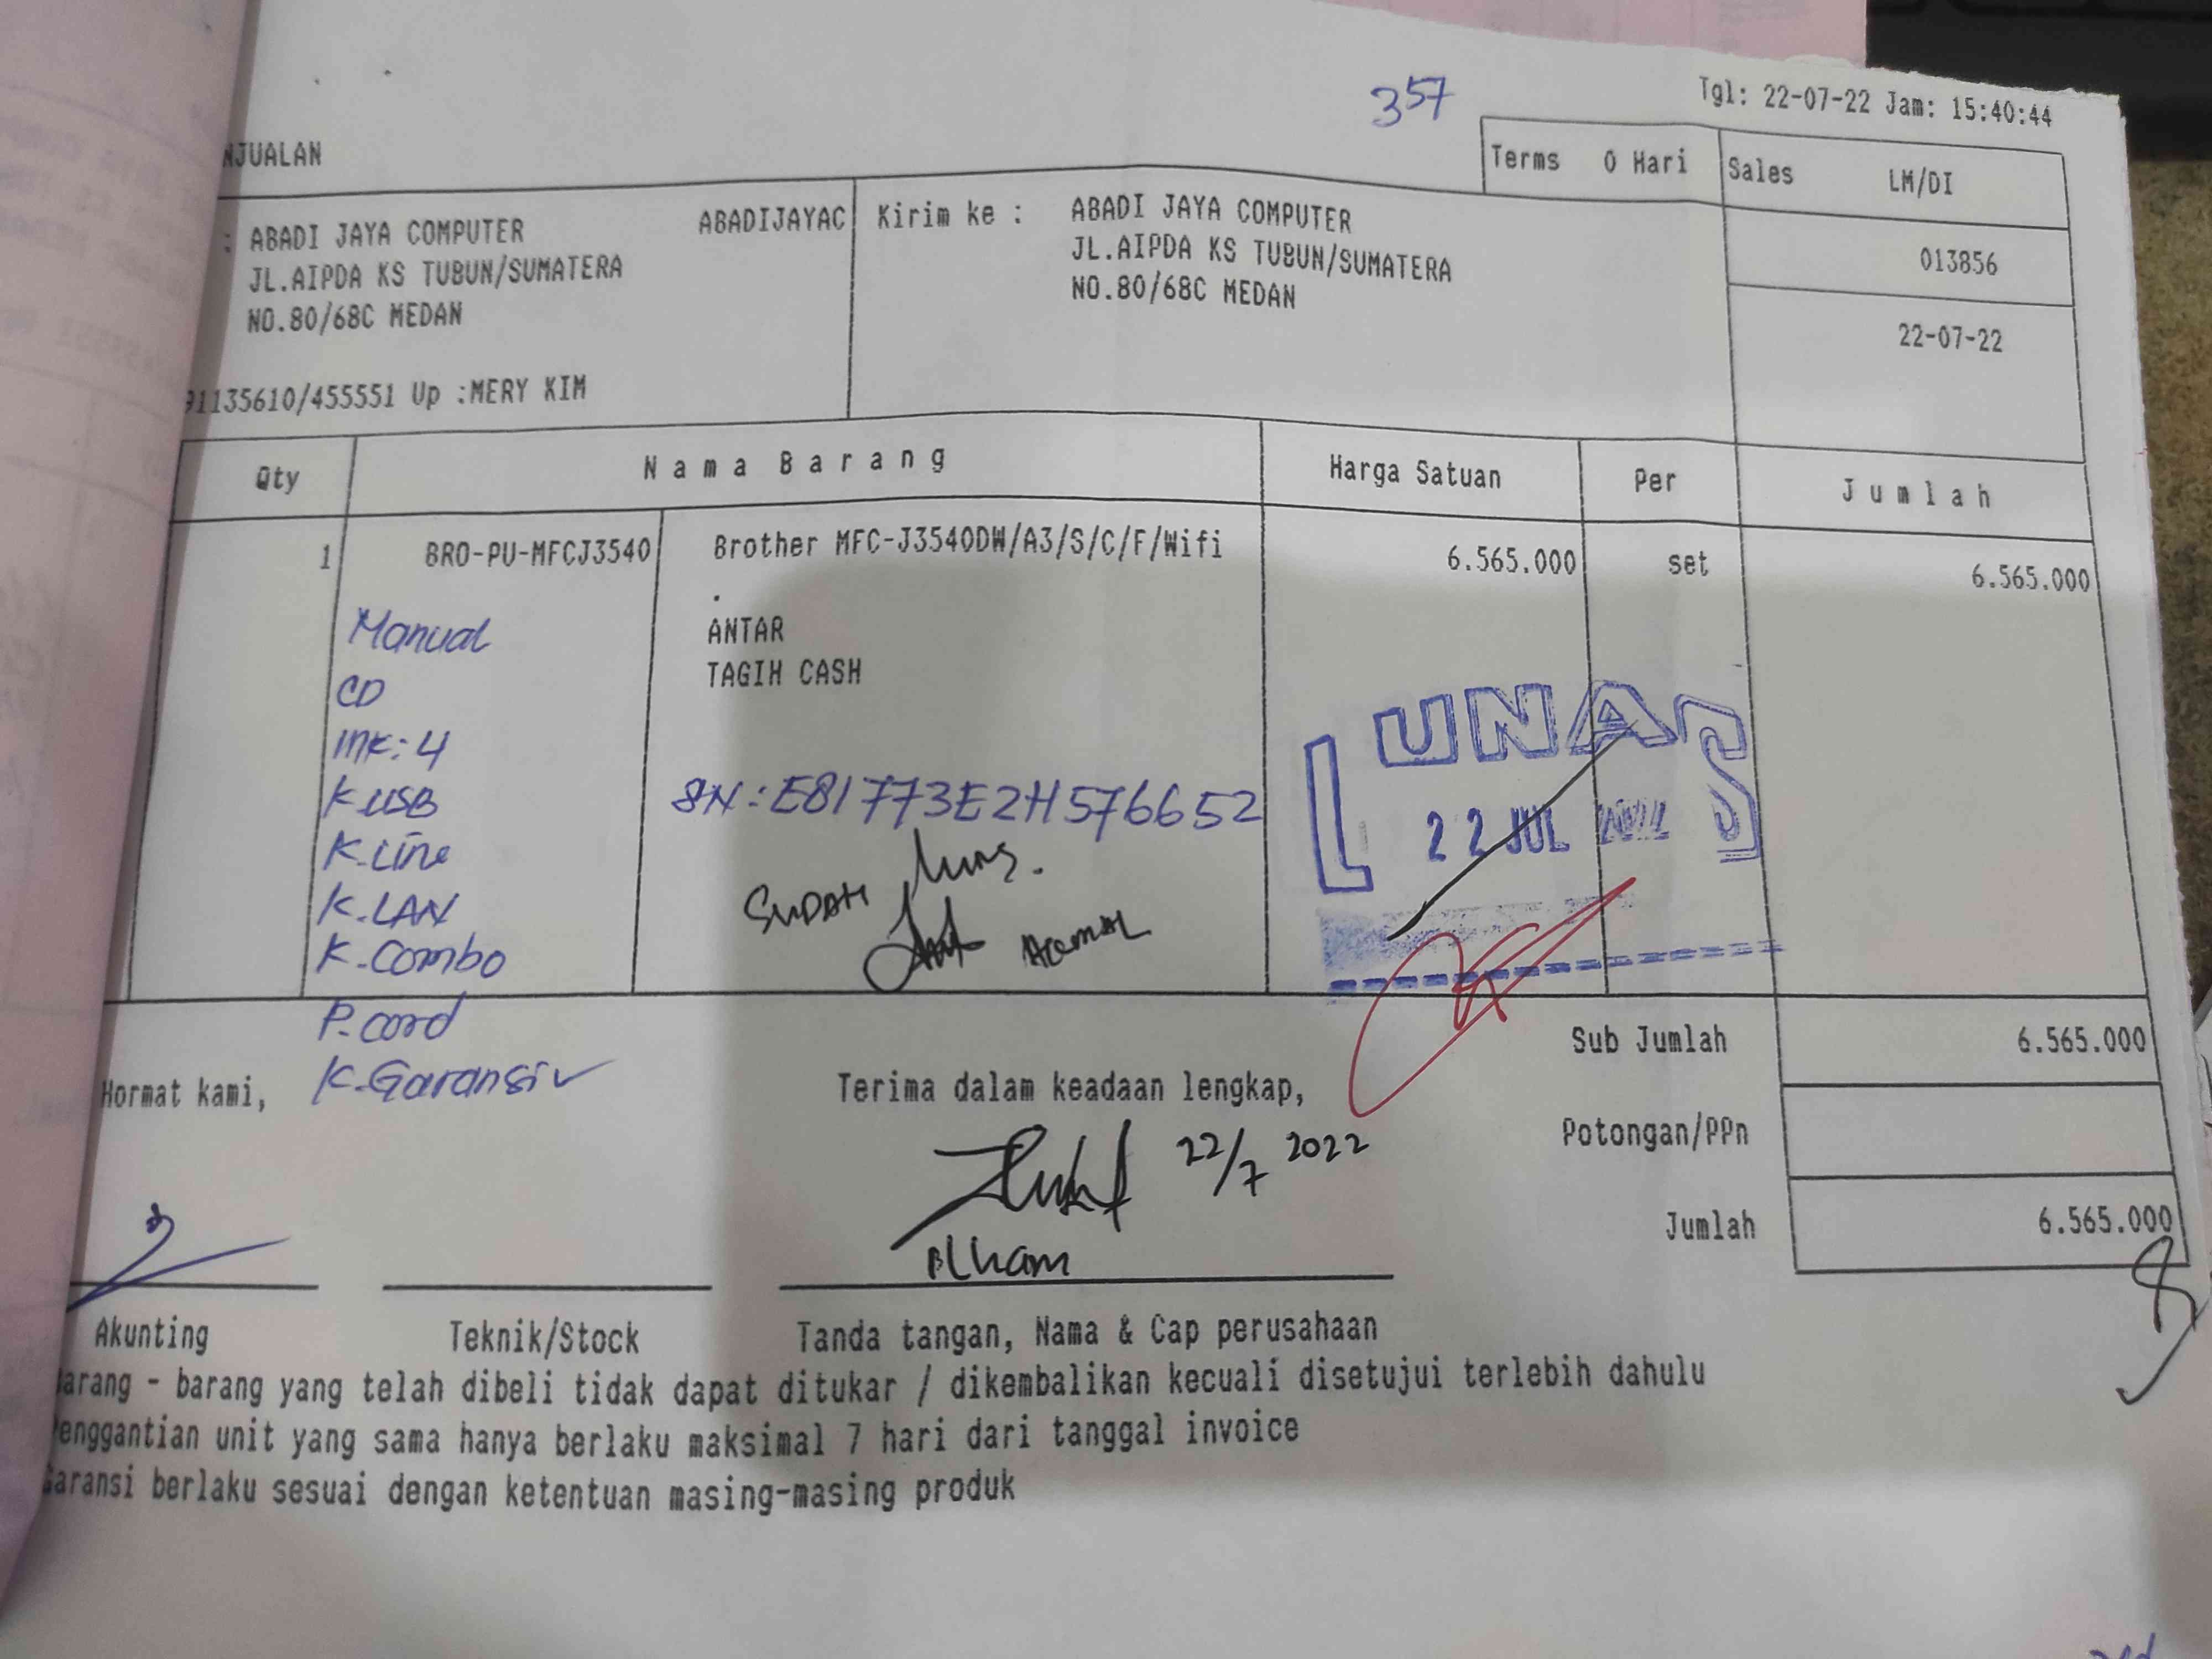 357
Tgl: 22-07-22 Jam: 15:40:44
NJUALAN
Terms 0 Hari Sales LM/DI
: ABADI JAYA COMPUTER ABADIJAYAC
JL.AIPDA KS TUBUN/SUMATERA
NO.80/68C MEDAN
91135610/455551 Up :MERY KIM
Kirim ke : ABADI JAYA COMPUTER
JL.AIPDA KS TUBUN/SUMATERA
NO.80/68C MEDAN
013856
22-07-22
Qty Nama Barang Harga Satuan Per Jumlah
1 BRO-PU-MFCJ3540 Brother MFC-J3540DW/A3/S/C/F/Wifi 6.565.000 set 6.565.000
.
ANTAR
TAGIH CASH
Manual
CD
Ink: 4
K USB
K.Line
K.LAN
K.Combo
P.cord
K.Garansi ✓
SN: E81773E2H576652
SUDAH
LUNAS
22 JUL
Sub Jumlah 6.565.000
Potongan/PPn
Jumlah 6.565.000
Hormat kami,
Terima dalam keadaan lengkap,
22/7 2022
Ilham
Akunting Teknik/Stock Tanda tangan, Nama & Cap perusahaan
Barang - barang yang telah dibeli tidak dapat ditukar / dikembalikan kecuali disetujui terlebih dahulu
Penggantian unit yang sama hanya berlaku maksimal 7 hari dari tanggal invoice
Garansi berlaku sesuai dengan ketentuan masing-masing produk